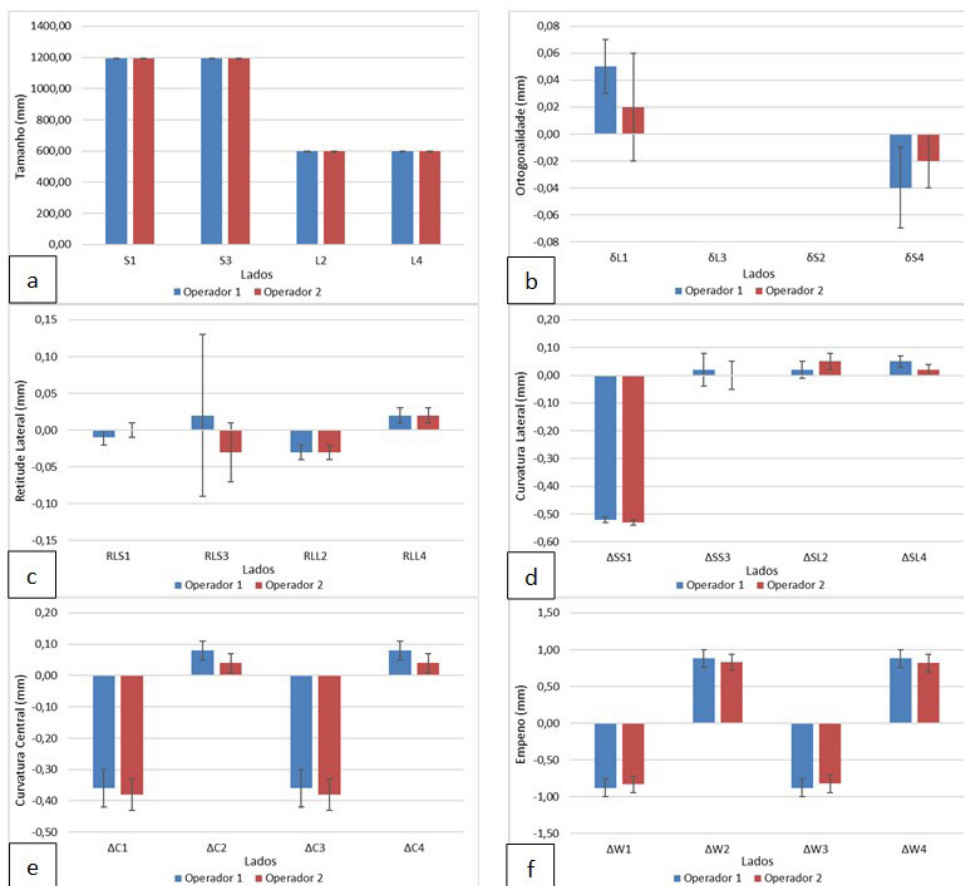 1400,00
1200,00
1000,00
800,00
600,00
400,00
200,00
0,00
Tamanho (mm)
S1 S3 L2 L4
Lados
Operador 1 Operador 2
a
0,08
0,06
0,04
0,02
0,00
-0,02
-0,04
-0,06
-0,08
Ortogonalidade (mm)
δL1 δL3 δS2 δS4
Lados
Operador 1 Operador 2
b
0,15
0,10
0,05
0,00
-0,05
-0,10
-0,15
Retitude Lateral (mm)
RLS1 RLS3 RLL2 RLL4
Lados
Operador 1 Operador 2
c
0,20
0,10
0,00
-0,10
-0,20
-0,30
-0,40
-0,50
-0,60
Curvatura Lateral (mm)
ΔSS1 ΔSS3 ΔSL2 ΔSL4
Lados
Operador 1 Operador 2
d
0,20
0,10
0,00
-0,10
-0,20
-0,30
-0,40
-0,50
Curvatura Central (mm)
ΔC1 ΔC2 ΔC3 ΔC4
Lados
Operador 1 Operador 2
e
1,50
1,00
0,50
0,00
-0,50
-1,00
-1,50
Empeno (mm)
ΔW1 ΔW2 ΔW3 ΔW4
Lados
Operador 1 Operador 2
f